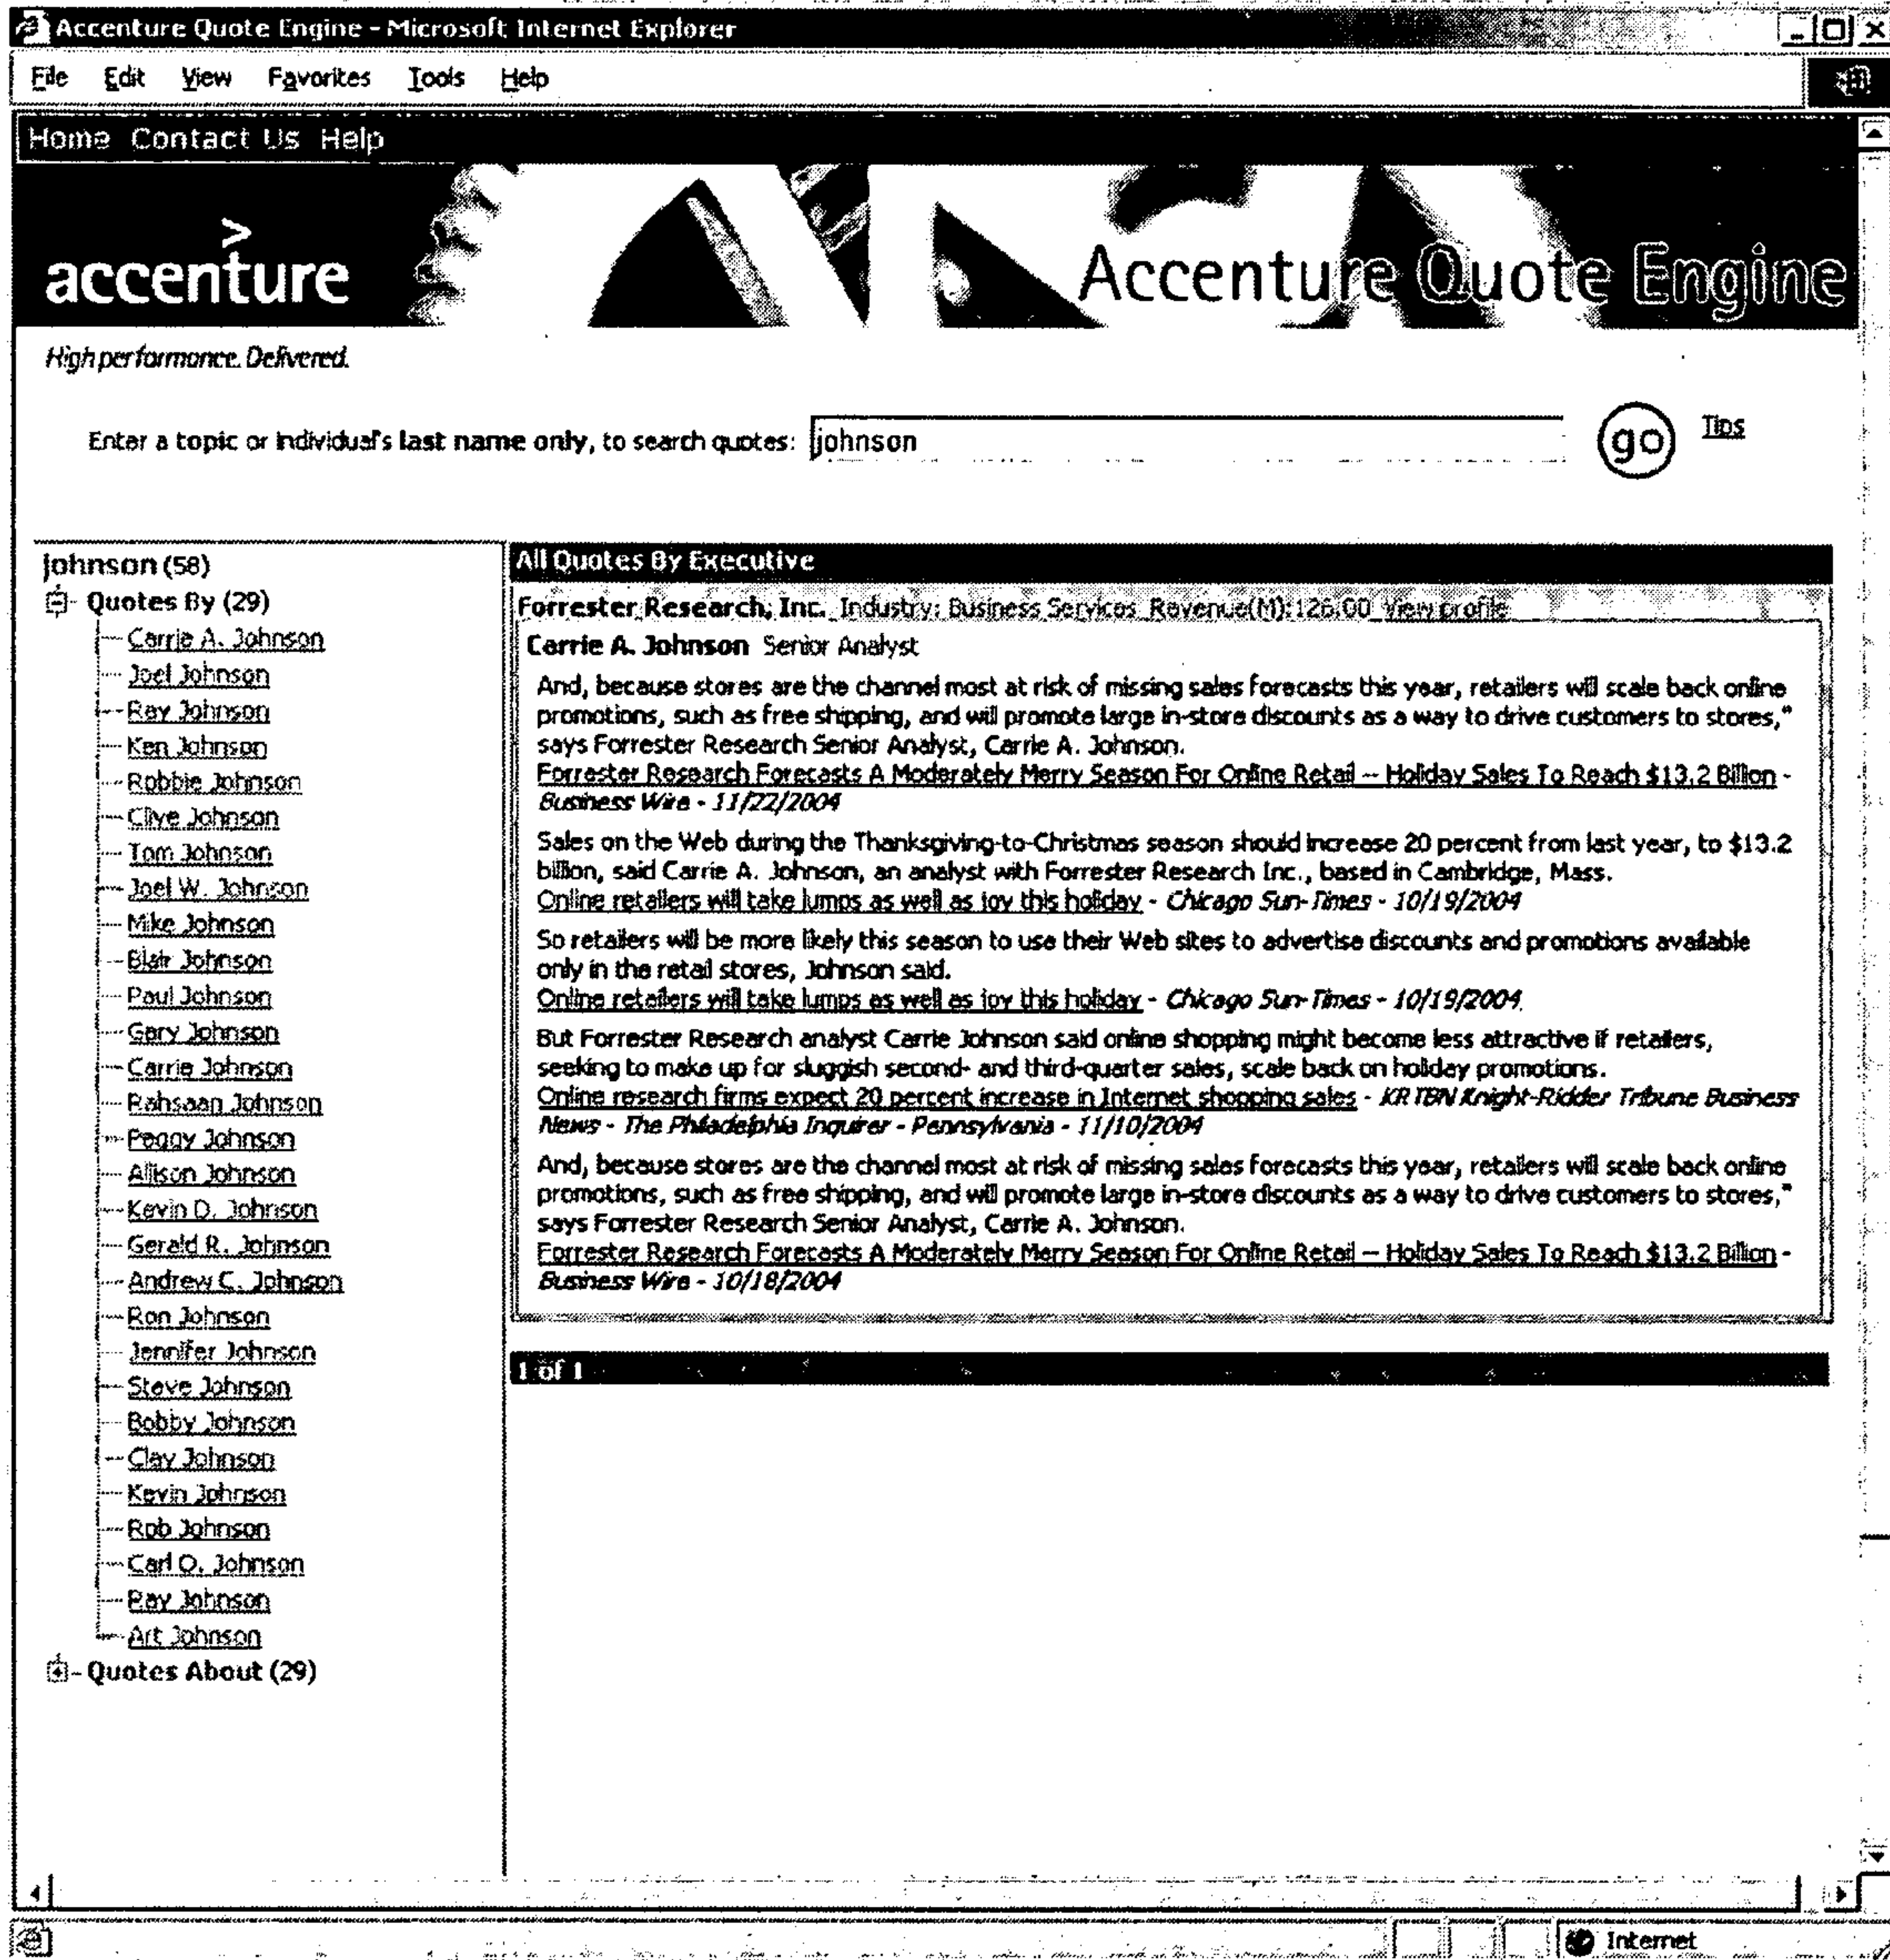 Accenture Quote Engine - Microsoft Internet Explorer
File Edit View Favorites Tools Help
Home Contact Us Help
accenture
>
Accenture Quote Engine
High performance. Delivered.
Enter a topic or individual's last name only, to search quotes: johnson go Tips
johnson (58)
Quotes By (29)
Carrie A. Johnson
Joel Johnson
Ray Johnson
Ken Johnson
Robbie Johnson
Clive Johnson
Tom Johnson
Joel W. Johnson
Mike Johnson
Blair Johnson
Paul Johnson
Gary Johnson
Carrie Johnson
Rahsaan Johnson
Peggy Johnson
Allison Johnson
Kevin D. Johnson
Gerald R. Johnson
Andrew C. Johnson
Ron Johnson
Jennifer Johnson
Steve Johnson
Bobby Johnson
Clay Johnson
Kevin Johnson
Rob Johnson
Carl O. Johnson
Ray Johnson
Art Johnson
Quotes About (29)
All Quotes By Executive
Forrester Research, Inc. Industry: Business Services Revenue(M):126.00 View profile
Carrie A. Johnson Senior Analyst
And, because stores are the channel most at risk of missing sales forecasts this year, retailers will scale back online
promotions, such as free shipping, and will promote large in-store discounts as a way to drive customers to stores,"
says Forrester Research Senior Analyst, Carrie A. Johnson.
Forrester Research Forecasts A Moderately Merry Season For Online Retail -- Holiday Sales To Reach $13.2 Billion -
Business Wire - 11/22/2004
Sales on the Web during the Thanksgiving-to-Christmas season should increase 20 percent from last year, to $13.2
billion, said Carrie A. Johnson, an analyst with Forrester Research Inc., based in Cambridge, Mass.
Online retailers will take lumps as well as joy this holiday - Chicago Sun-Times - 10/19/2004
So retailers will be more likely this season to use their Web sites to advertise discounts and promotions available
only in the retail stores, Johnson said.
Online retailers will take lumps as well as joy this holiday - Chicago Sun-Times - 10/19/2004
But Forrester Research analyst Carrie Johnson said online shopping might become less attractive if retailers,
seeking to make up for sluggish second- and third-quarter sales, scale back on holiday promotions.
Online research firms expect 20 percent increase in Internet shopping sales - KRTBN Knight-Ridder Tribune Business
News - The Philadelphia Inquirer - Pennsylvania - 11/10/2004
And, because stores are the channel most at risk of missing sales forecasts this year, retailers will scale back online
promotions, such as free shipping, and will promote large in-store discounts as a way to drive customers to stores,"
says Forrester Research Senior Analyst, Carrie A. Johnson.
Forrester Research Forecasts A Moderately Merry Season For Online Retail -- Holiday Sales To Reach $13.2 Billion -
Business Wire - 10/18/2004
1 of 1
Internet